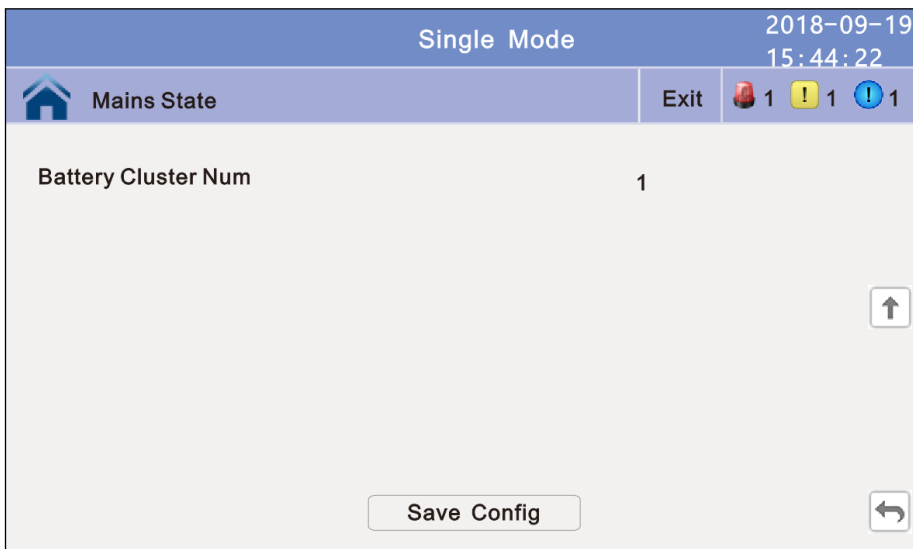 Single Mode
2018-09-19
15:44:22
Mains State
Exit
1
! 1
! 1
Battery Cluster Num
1
Save Config